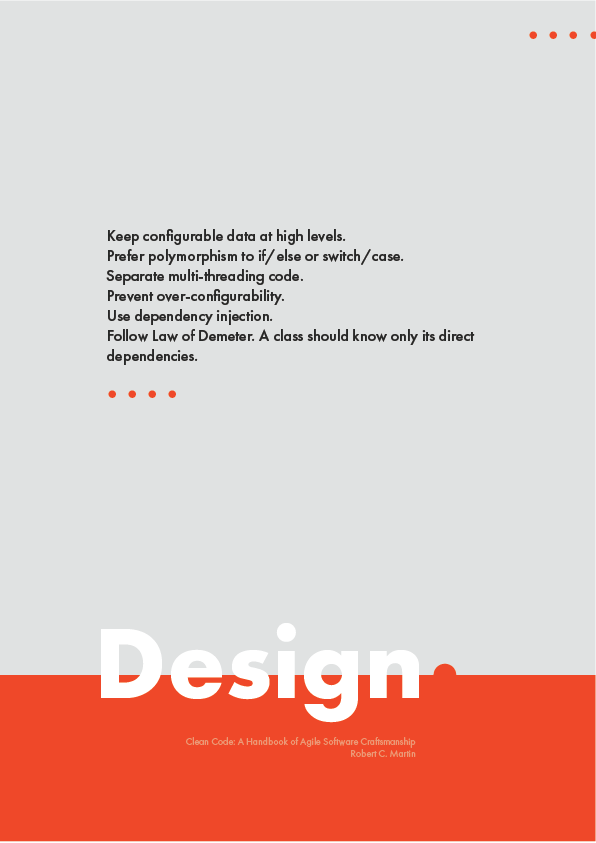 Keep configurable data at high levels.
Prefer polymorphism to if/else or switch/case.
Separate multi-threading code.
Prevent over-configurability.
Use dependency injection.
Follow Law of Demeter. A class should know only its direct
dependencies.
Design.
Clean Code: A Handbook of Agile Software Craftsmanship
Robert C. Martin